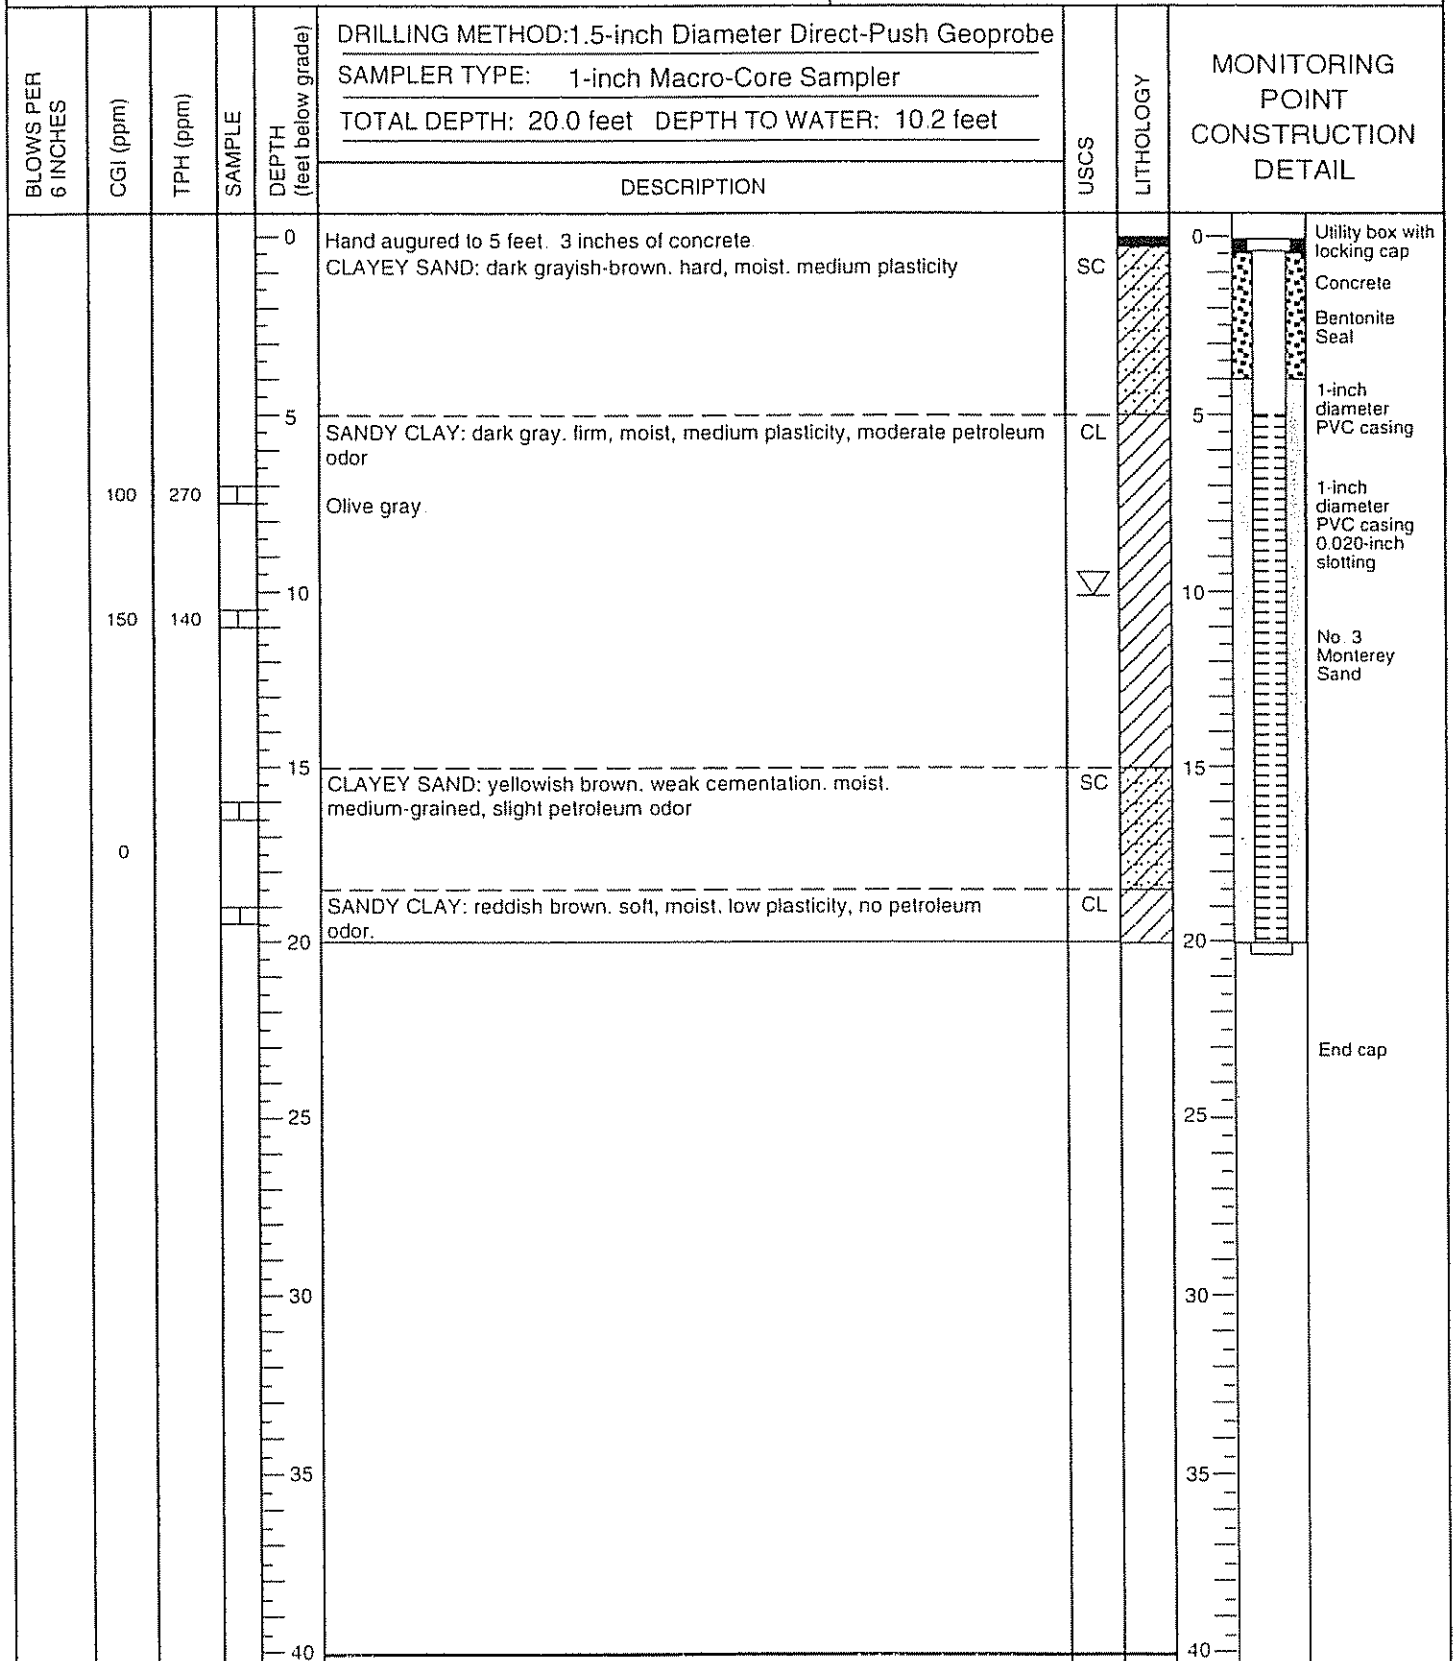 BLOWS PER
6 INCHES
CGI (ppm)
TPH (ppm)
SAMPLE
DEPTH
(feet below grade)
DRILLING METHOD:1.5-inch Diameter Direct-Push Geoprobe
SAMPLER TYPE: 1-inch Macro-Core Sampler
TOTAL DEPTH: 20.0 feet DEPTH TO WATER: 10.2 feet
DESCRIPTION
USCS
LITHOLOGY
MONITORING
POINT
CONSTRUCTION
DETAIL
0
Hand augured to 5 feet. 3 inches of concrete.
CLAYEY SAND: dark grayish-brown. hard, moist. medium plasticity
SC
0
Utility box with
locking cap
Concrete
Bentonite
Seal
1-inch
diameter
PVC casing
5
SANDY CLAY: dark gray. firm, moist, medium plasticity, moderate petroleum
odor
CL
5
100 270
Olive gray.
1-inch
diameter
PVC casing
0.020-inch
slotting
10
10
150 140
No. 3
Monterey
Sand
15
CLAYEY SAND: yellowish brown. weak cementation. moist.
medium-grained, slight petroleum odor
SC
15
0
SANDY CLAY: reddish brown. soft, moist. low plasticity, no petroleum
odor.
CL
20
20
End cap
25
25
30
30
35
35
40
40